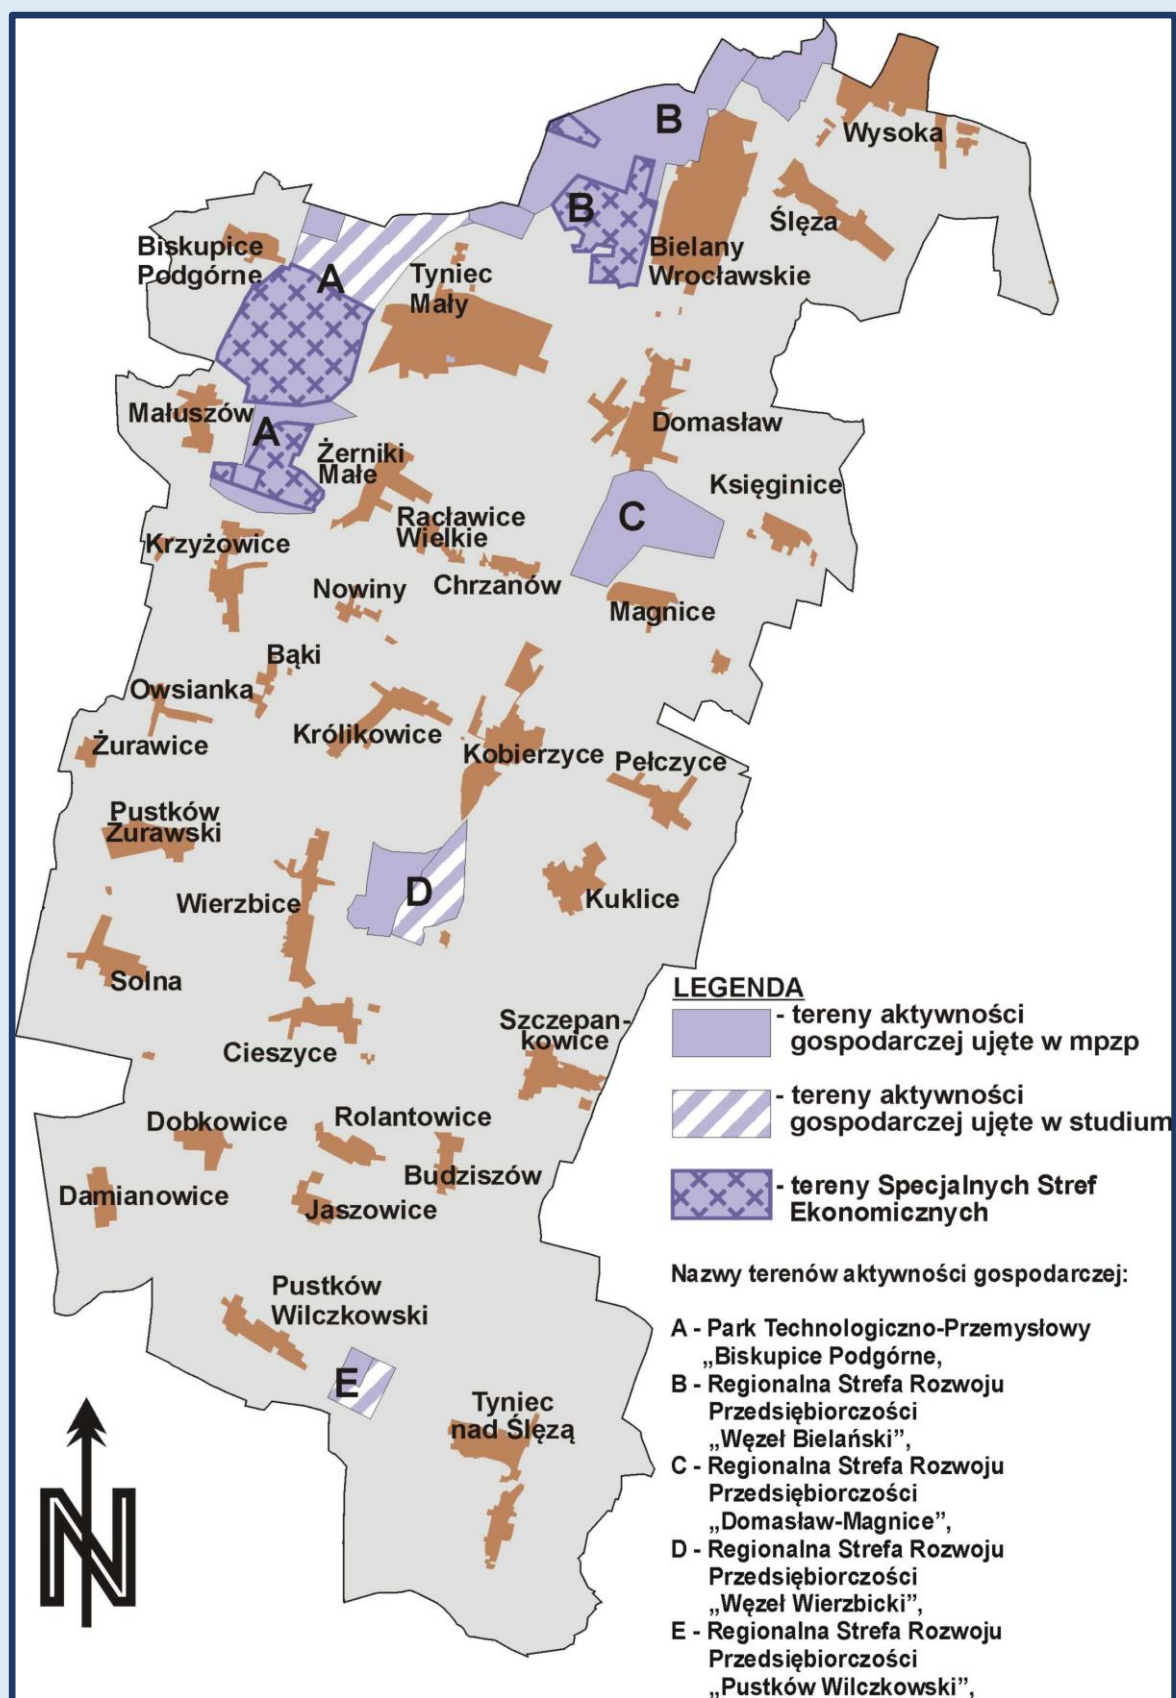 B
Wysoka
B
Ślęza
Biskupice
Podgórne
Bielany
Wrocławskie
A
Tyniec
Mały
Małuszów
A
Domasław
Żerniki
Małe
Księginice
Racławice
Wielkie
C
Krzyżowice
Chrzanów
Nowiny
Magnice
Bąki
Owsianka
Żurawice
Królikowice
Kobierzyce
Pełczyce
Pustków
Żurawski
D
Wierzbice
Kuklice
Solna
Szczepan-
kowice
Cieszyce
Dobkowice
Rolantowice
Budziszów
Damianowice
Jaszowice
Pustków
Wilczkowski
E
Tyniec
nad Ślęzą
N
LEGENDA
- tereny aktywności
gospodarczej ujęte w mpzp
- tereny aktywności
gospodarczej ujęte w studium
- tereny Specjalnych Stref
Ekonomicznych
Nazwy terenów aktywności gospodarczej:
A - Park Technologiczno-Przemysłowy
„Biskupice Podgórne,
B - Regionalna Strefa Rozwoju
Przedsiębiorczości
„Węzeł Bielański”,
C - Regionalna Strefa Rozwoju
Przedsiębiorczości
„Domasław-Magnice”,
D - Regionalna Strefa Rozwoju
Przedsiębiorczości
„Węzeł Wierzbicki”,
E - Regionalna Strefa Rozwoju
Przedsiębiorczości
„Pustków Wilczkowski”,